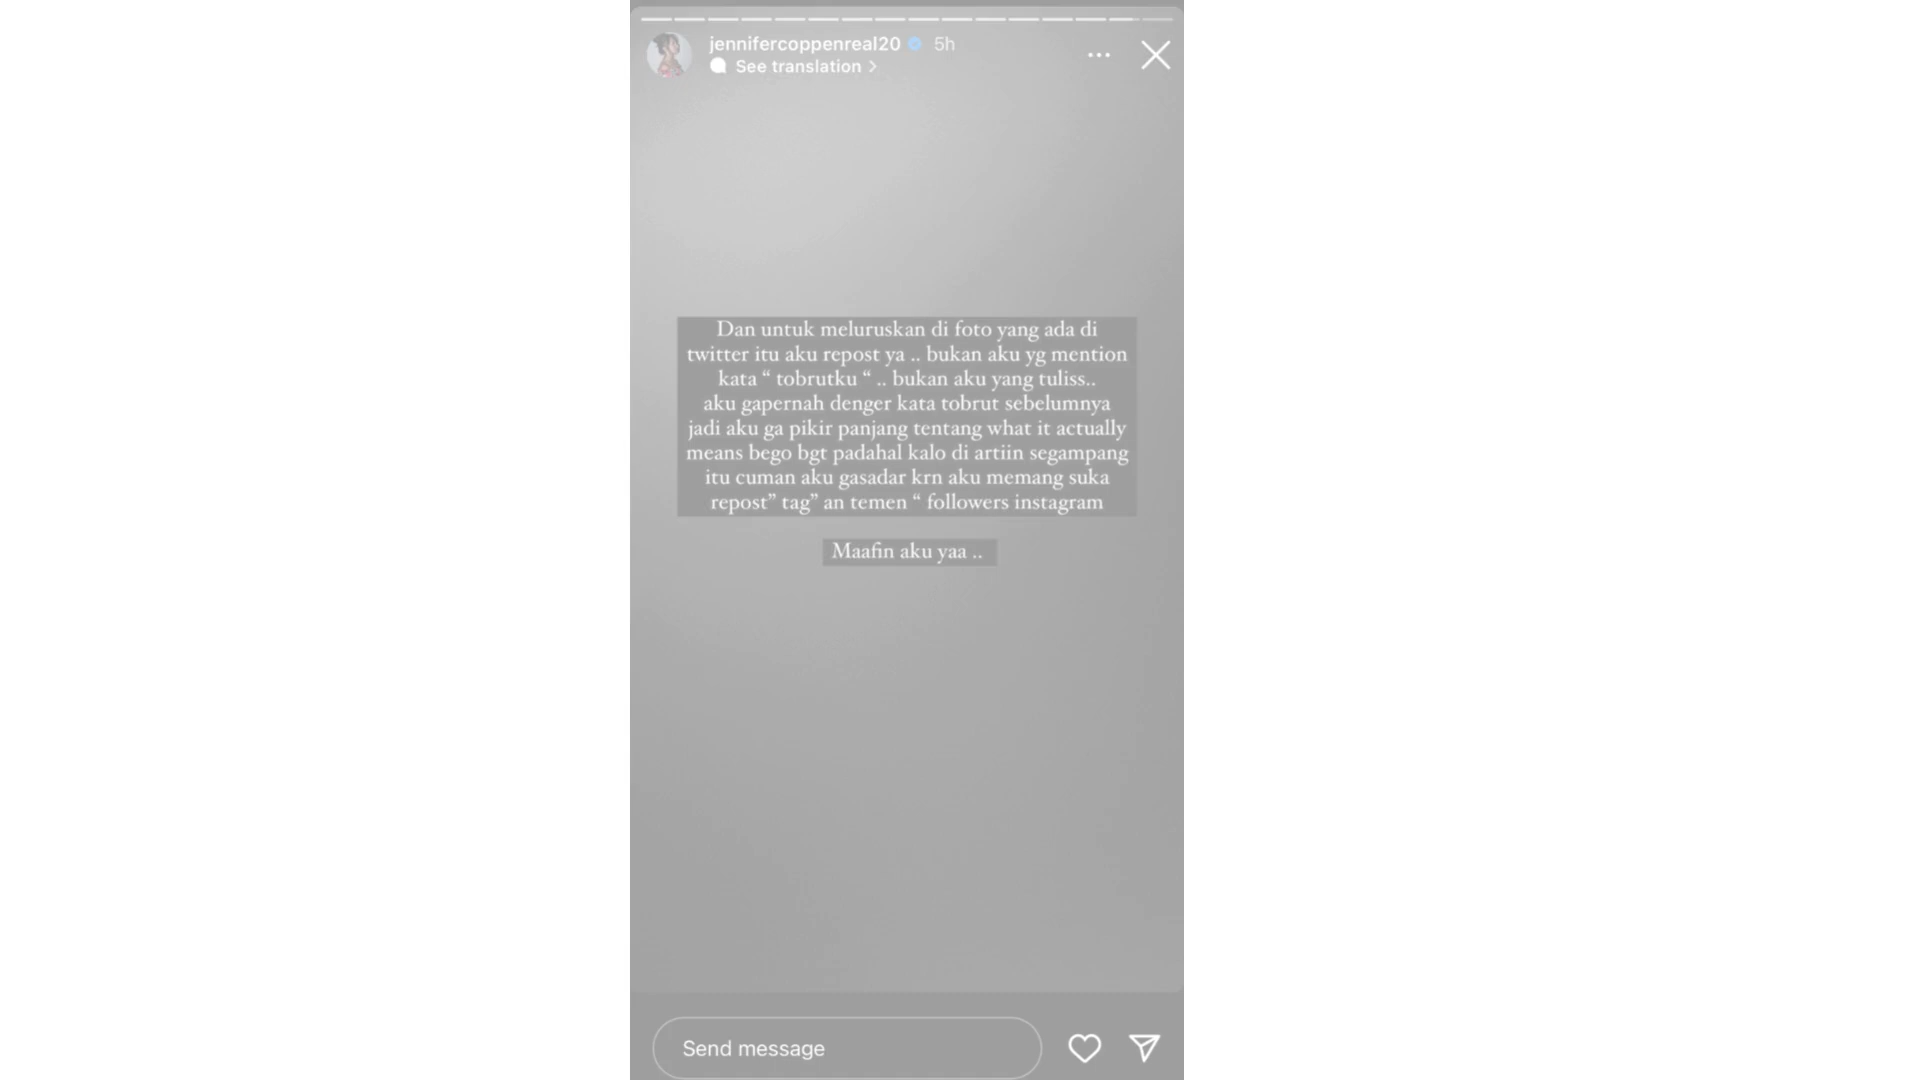 jennifercoppenreal20 5h
See translation
Dan untuk meluruskan di foto yang ada di
twitter itu aku repost ya .. bukan aku yg mention
kata “ tobrutku “ .. bukan aku yang tuliss..
aku gapernah denger kata tobrut sebelumnya
jadi aku ga pikir panjang tentang what it actually
means bego bgt padahal kalo di artiin segampang
itu cuman aku gasadar krn aku memang suka
repost” tag” an temen “ followers instagram
Maafin aku yaa ..
Send message